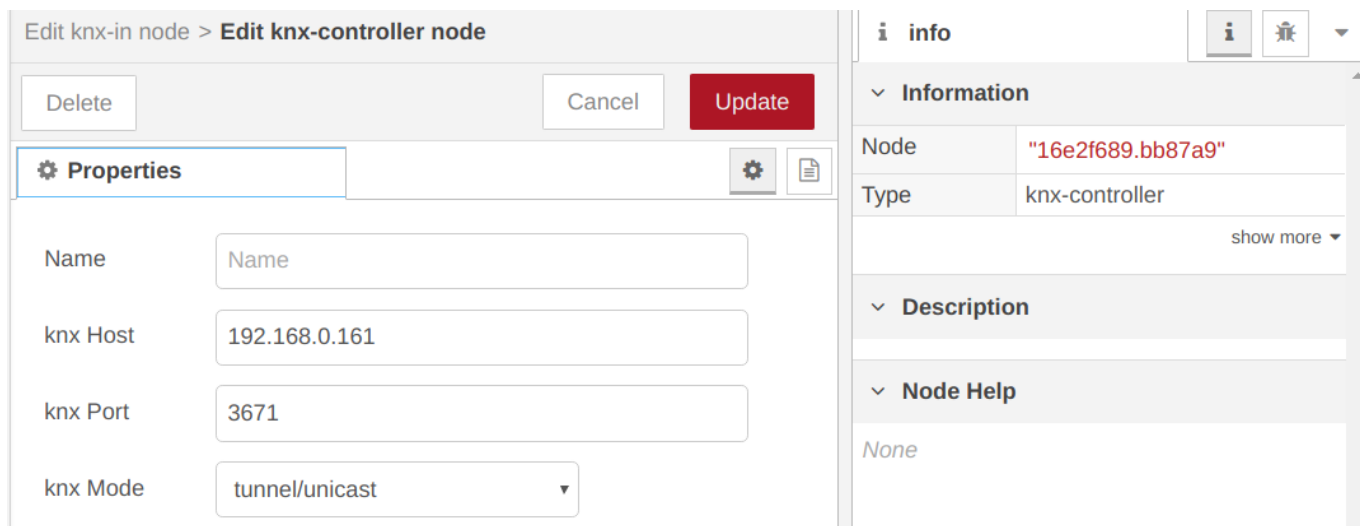 Edit knx-in node > Edit knx-controller node
Delete
Cancel
Update
Properties
Name
Name
knx Host
192.168.0.161
knx Port
3671
knx Mode
tunnel/unicast
i info
i
Information
Node
"16e2f689.bb87a9"
Type
knx-controller
show more
Description
Node Help
None